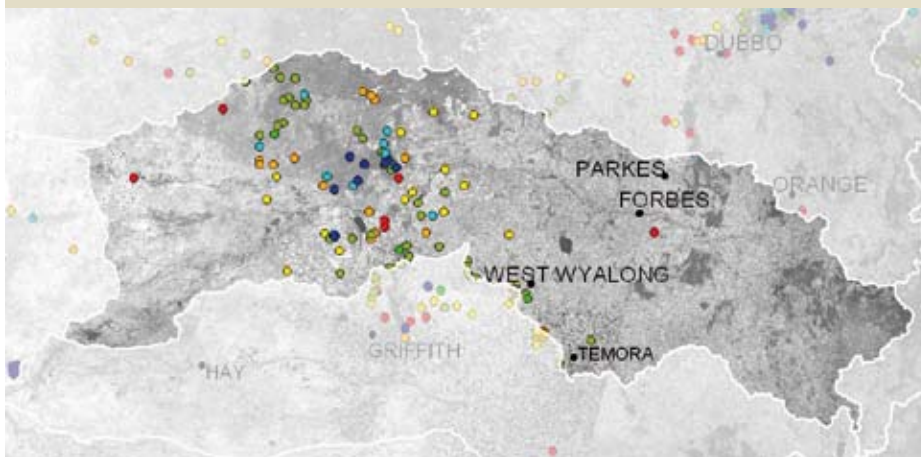 DUBBO
PARKES
ORANGE
FORBES
WEST WYALONG
GRIFFITH
TEMORA
HAY